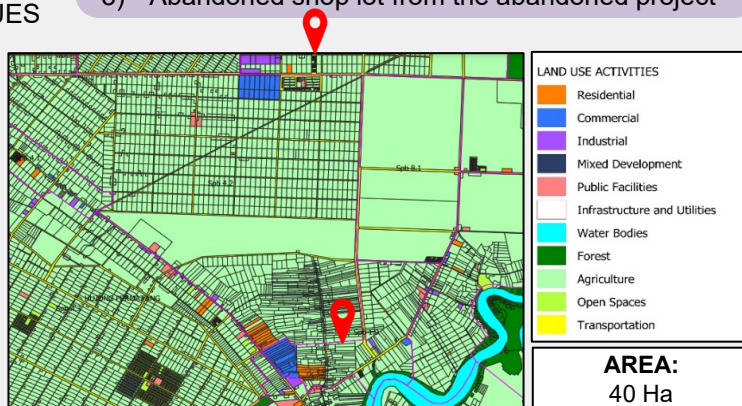 UES
Abandoned shop lot from the abandoned project
LAND USE ACTIVITIES
Residential
Commercial
Industrial
Mixed Development
Public Facilities
Infrastructure and Utilities
Water Bodies
Forest
Agriculture
Open Spaces
Transportation
AREA:
40 Ha